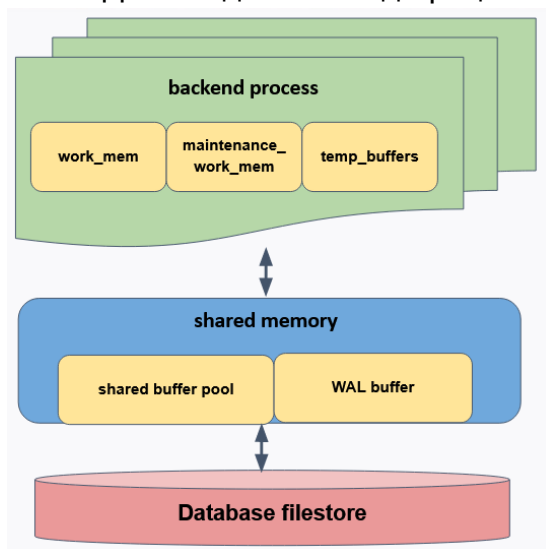 backend process
work_mem
maintenance_
work_mem
temp_buffers
shared memory
shared buffer pool
WAL buffer
Database filestore